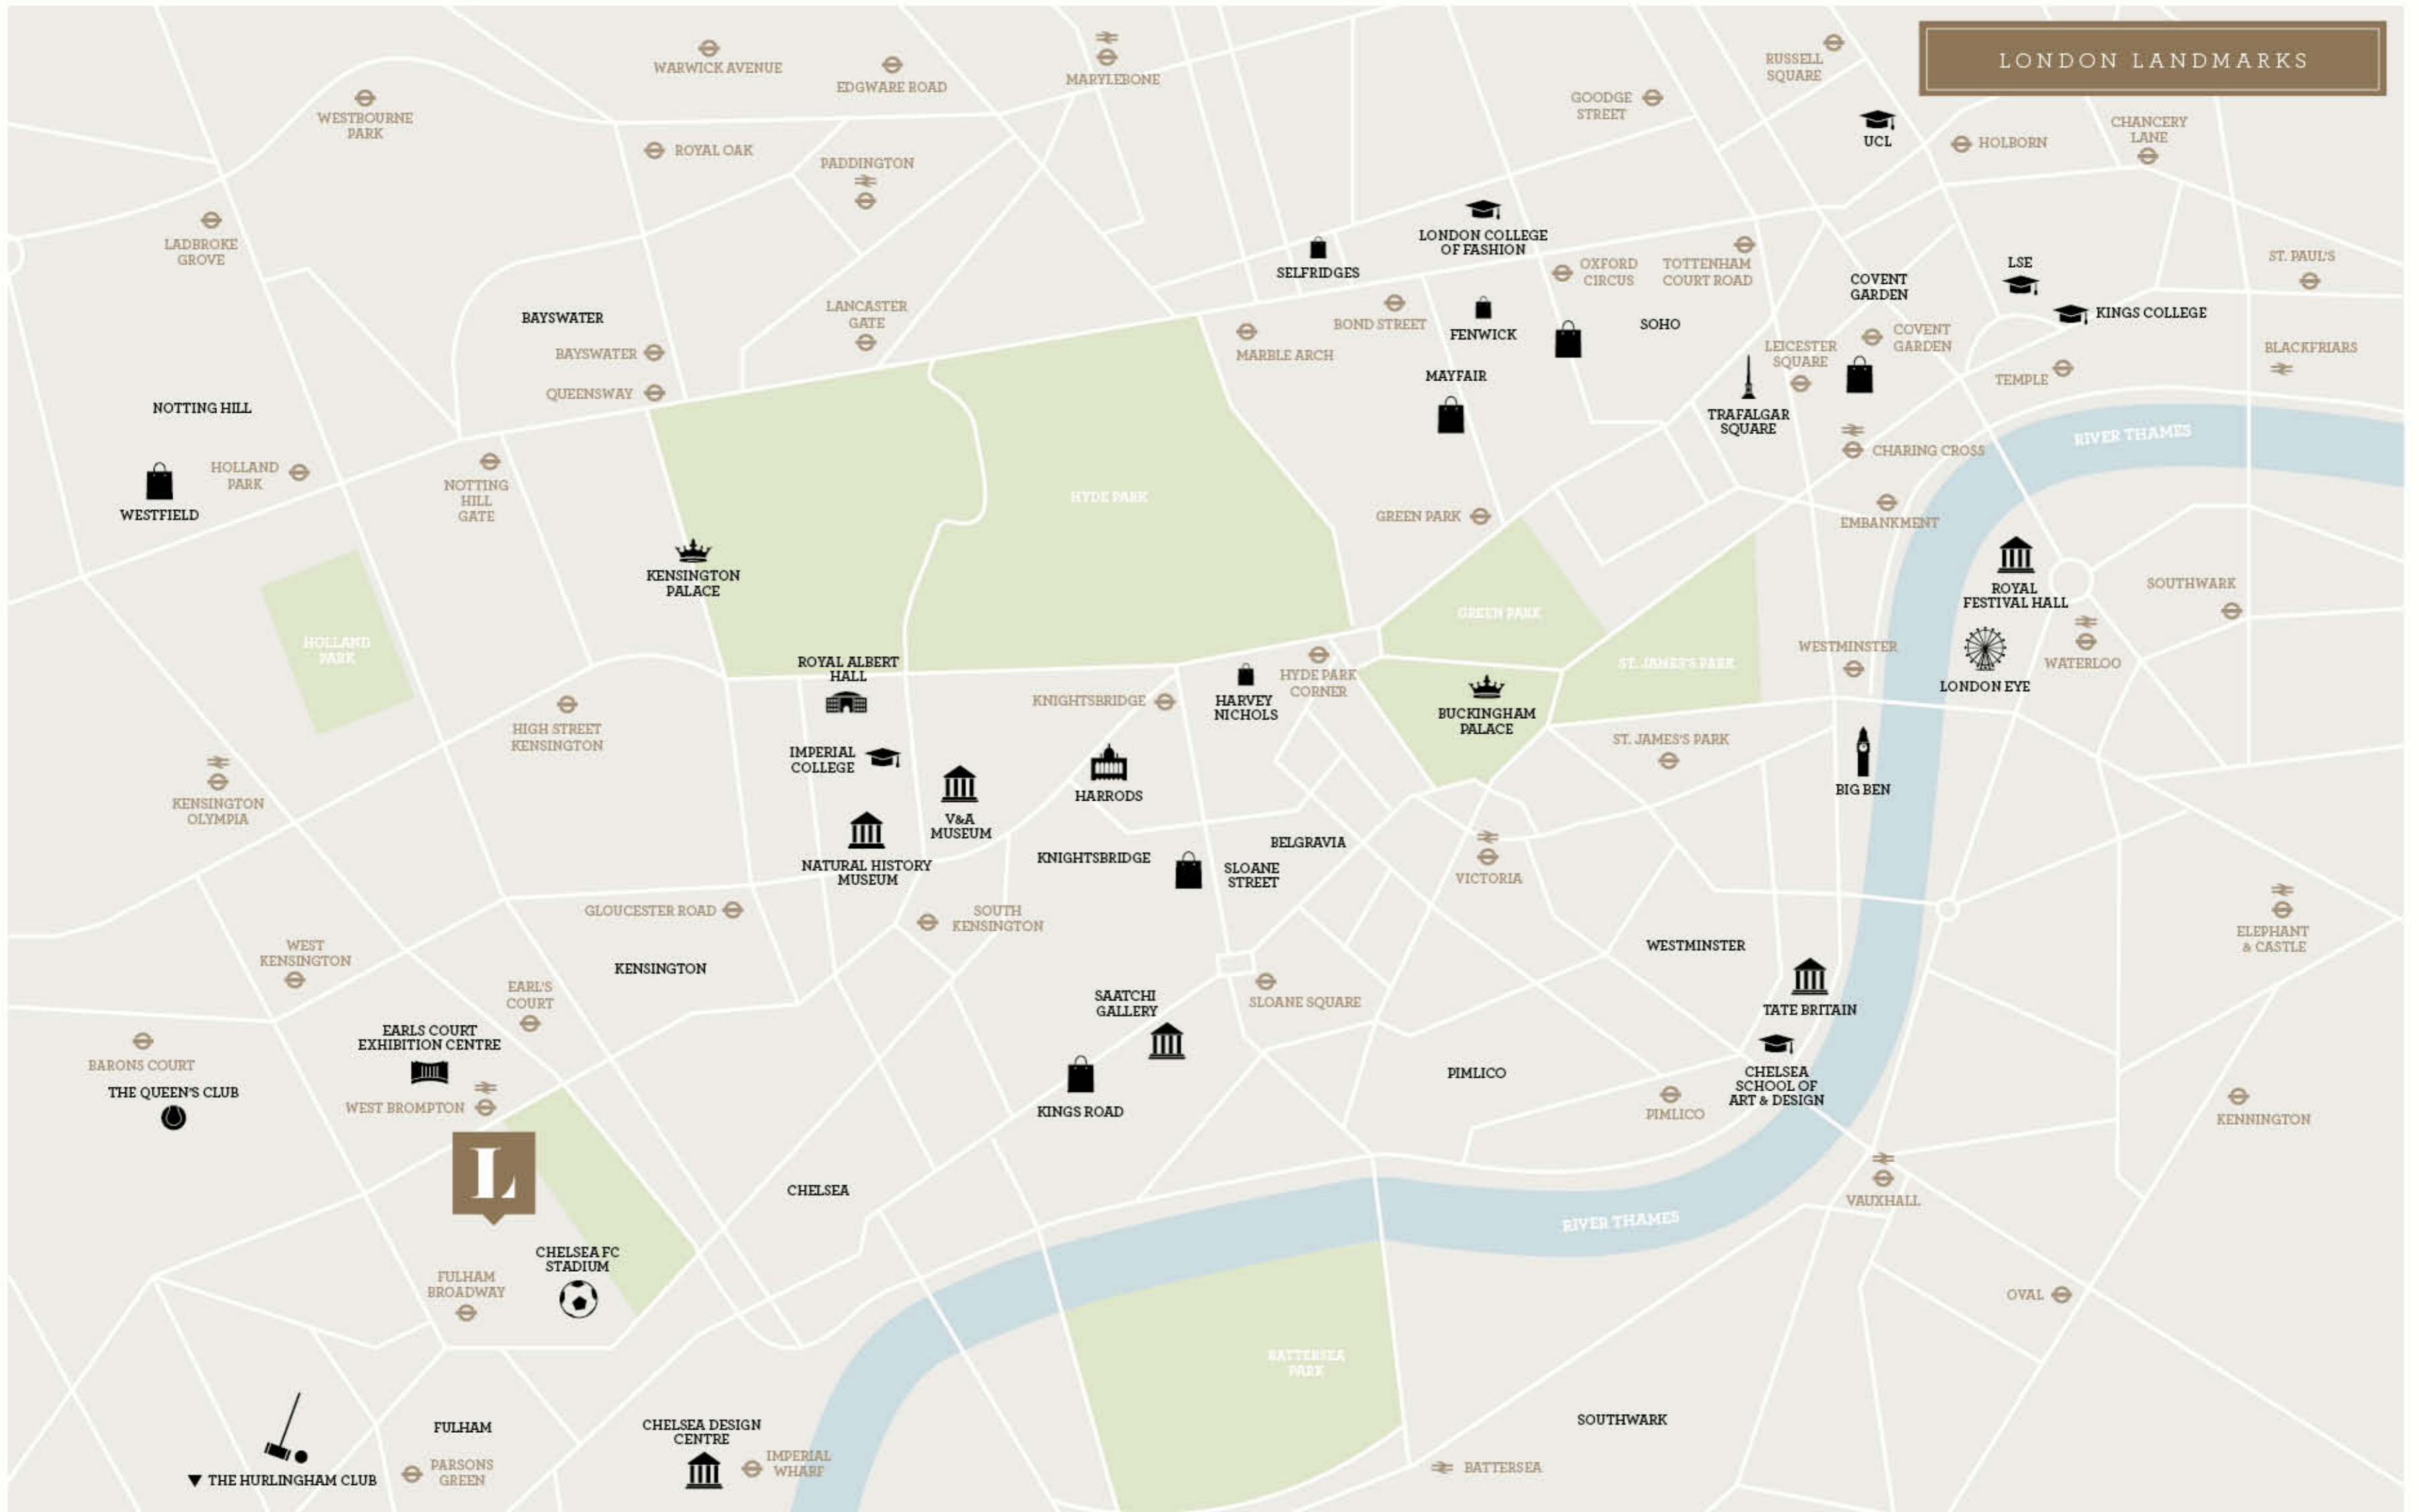 LONDON LANDMARKS
WARWICK AVENUE
EDGWARE ROAD
MARYLEBONE
RUSSELL
SQUARE
GOODGE
STREET
WESTBOURNE
PARK
ROYAL OAK
PADDINGTON
UCL
HOLBORN
CHANCERY
LANE
LADBROKE
GROVE
LONDON COLLEGE
OF FASHION
SELFRIDGES
OXFORD
CIRCUS
TOTTENHAM
COURT ROAD
COVENT
GARDEN
LSE
ST. PAUL'S
KINGS COLLEGE
BAYSWATER
LANCASTER
GATE
BOND STREET
FENWICK
SOHO
BAYSWATER
MARBLE ARCH
LEICESTER
SQUARE
COVENT
GARDEN
BLACKFRIARS
QUEENSWAY
MAYFAIR
TEMPLE
NOTTING HILL
TRAFALGAR
SQUARE
RIVER THAMES
CHARING CROSS
HOLLAND
PARK
WESTFIELD
NOTTING
HILL
GATE
HYDE PARK
GREEN PARK
EMBANKMENT
KENSINGTON
PALACE
ROYAL
FESTIVAL HALL
SOUTHWARK
GREEN PARK
HOLLAND
PARK
ROYAL ALBERT
HALL
ST. JAMES'S PARK
WESTMINSTER
WATERLOO
LONDON EYE
KNIGHTSBRIDGE
HARVEY
NICHOLS
HYDE PARK
CORNER
BUCKINGHAM
PALACE
HIGH STREET
KENSINGTON
ST. JAMES'S PARK
IMPERIAL
COLLEGE
HARRODS
BIG BEN
KENSINGTON
OLYMPIA
V&A
MUSEUM
NATURAL HISTORY
MUSEUM
KNIGHTSBRIDGE
BELGRAVIA
SLOANE
STREET
VICTORIA
GLOUCESTER ROAD
SOUTH
KENSINGTON
ELEPHANT
& CASTLE
WEST
KENSINGTON
KENSINGTON
WESTMINSTER
EARL'S
COURT
SAATCHI
GALLERY
SLOANE SQUARE
TATE BRITAIN
EARLS COURT
EXHIBITION CENTRE
BARONS COURT
THE QUEEN'S CLUB
WEST BROMPTON
KINGS ROAD
PIMLICO
CHELSEA
SCHOOL OF
ART & DESIGN
PIMLICO
KENNINGTON
L
CHELSEA
VAUXHALL
RIVER THAMES
CHELSEA FC
STADIUM
FULHAM
BROADWAY
OVAL
BATTERSEA
PARK
FULHAM
CHELSEA DESIGN
CENTRE
SOUTHWARK
THE HURLINGHAM CLUB
PARSONS
GREEN
IMPERIAL
WHARF
BATTERSEA